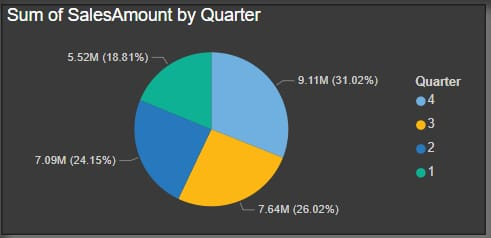 Sum of SalesAmount by Quarter
5.52M (18.81%)
9.11M (31.02%)
7.09M (24.15%)
7.64M (26.02%)
Quarter
4
3
2
1